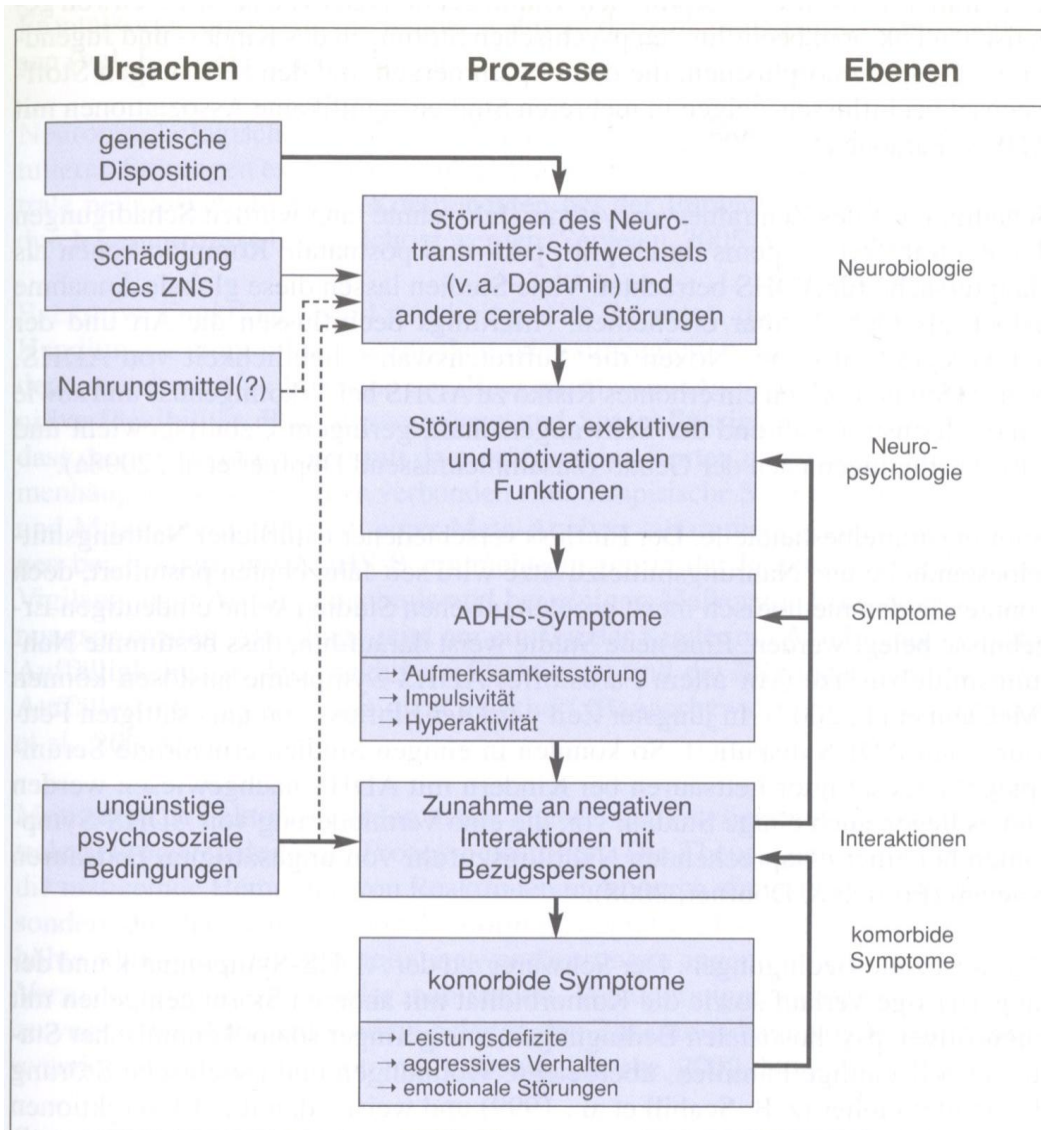 Ursachen Prozesse Ebenen
genetische
Disposition
Störungen des Neuro-
transmitter-Stoffwechsels
(v. a. Dopamin) und
andere cerebrale Störungen
Neurobiologie
Schädigung
des ZNS
Nahrungsmittel(?)
Störungen der exekutiven
und motivationalen
Funktionen
Neuro-
psychologie
ADHS-Symptome
Symptome
→ Aufmerksamkeitsstörung
→ Impulsivität
→ Hyperaktivität
ungünstige
psychosoziale
Bedingungen
Zunahme an negativen
Interaktionen mit
Bezugspersonen
Interaktionen
komorbide Symptome
komorbide
Symptome
→ Leistungsdefizite
→ aggressives Verhalten
→ emotionale Störungen